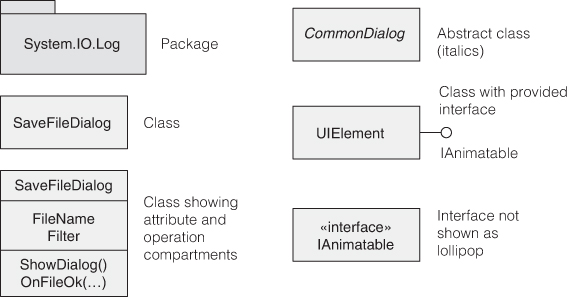 System.IO.Log
Package
SaveFileDialog
Class
SaveFileDialog
FileName
Filter
ShowDialog()
OnFileOk(...)
Class showing
attribute and
operation
compartments
CommonDialog
Abstract class
(italics)
UIElement
Class with provided
interface
IAnimatable
«interface»
IAnimatable
Interface not
shown as
lollipop